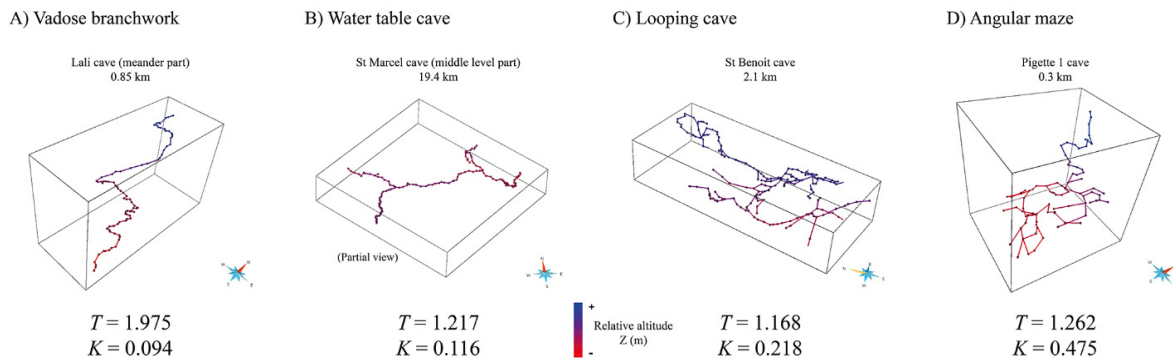 A) Vadose branchwork
Lali cave (meander part)
0.85 km
T = 1.975
K = 0.094
B) Water table cave
St Marcel cave (middle level part)
19.4 km
(Partial view)
T = 1.217
K = 0.116
C) Looping cave
St Benoit cave
2.1 km
+
Relative altitude
Z (m)
-
T = 1.168
K = 0.218
D) Angular maze
Pigette 1 cave
0.3 km
T = 1.262
K = 0.475